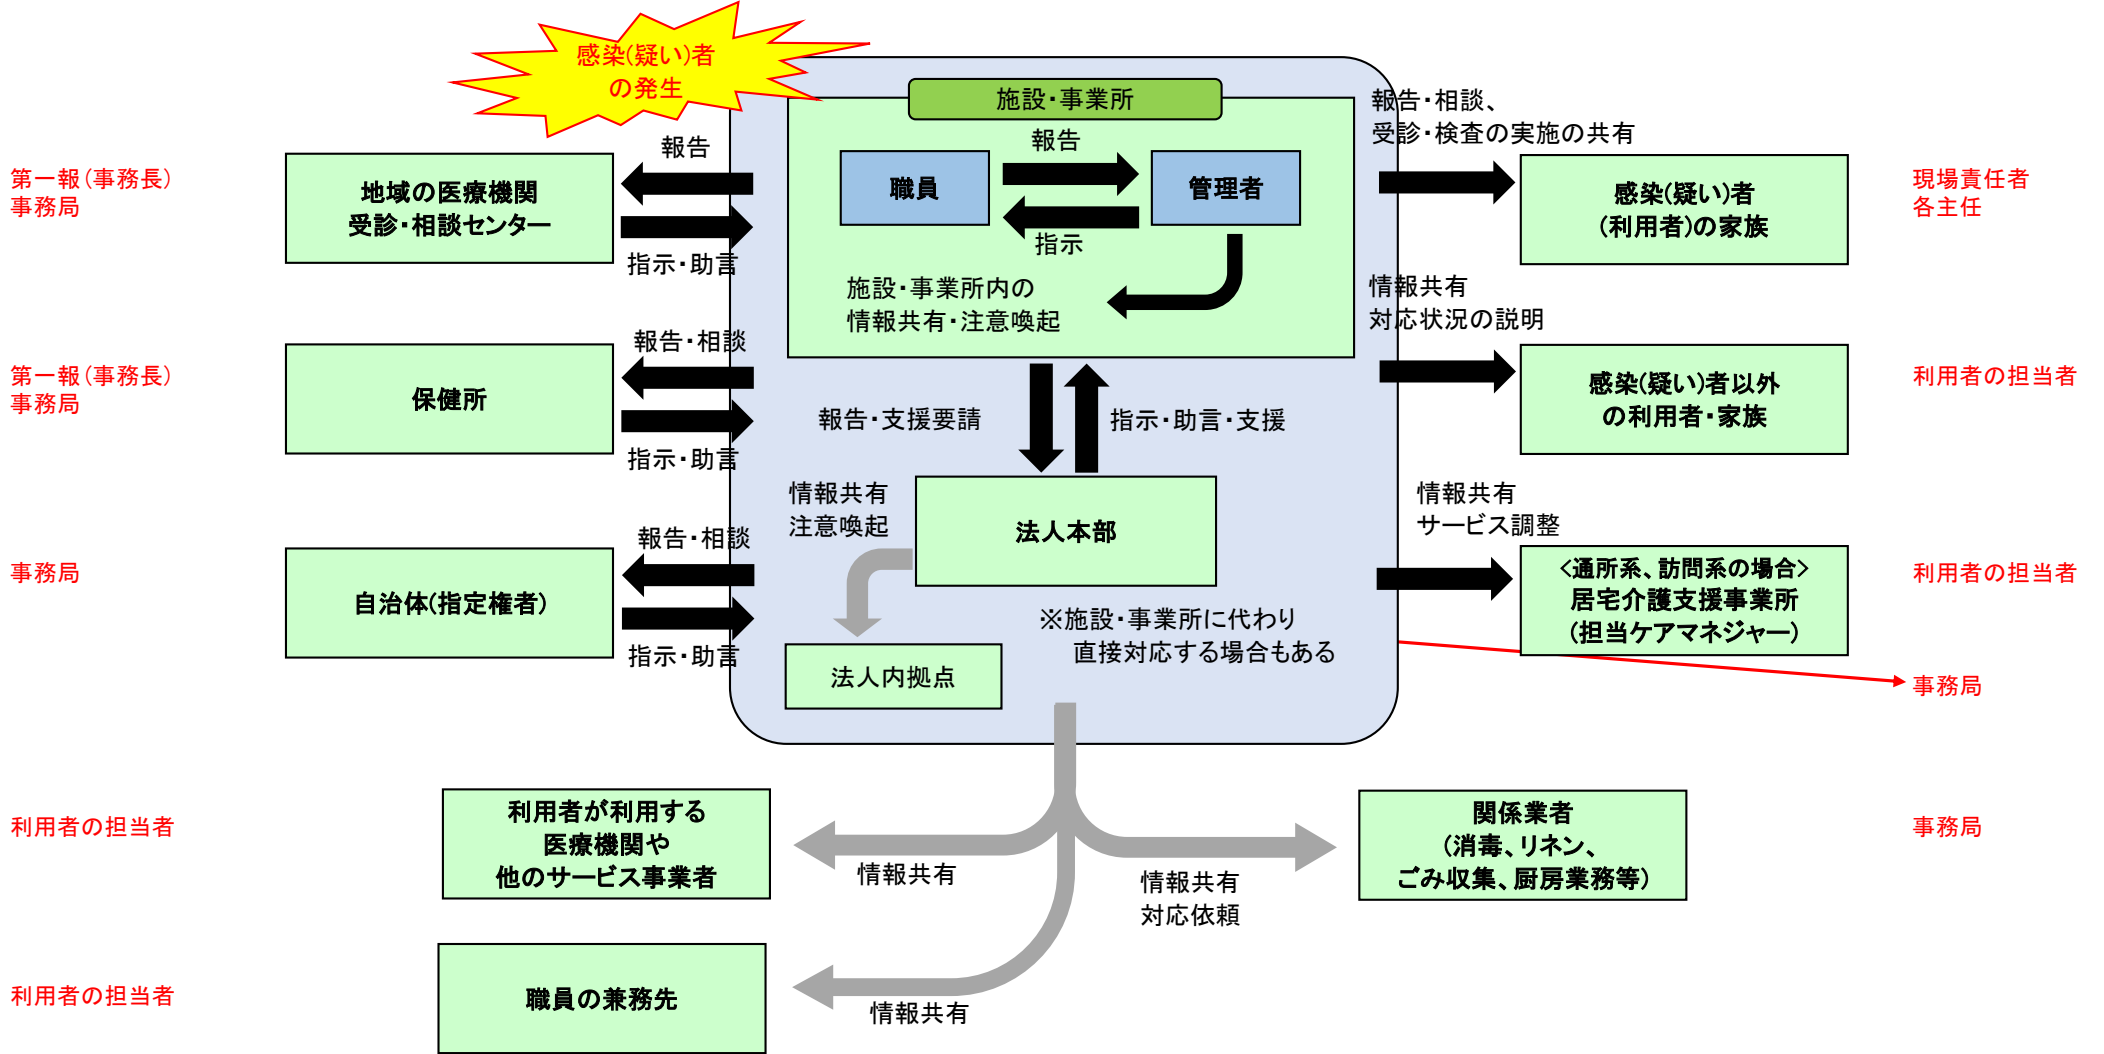 感染(疑い)者
の発生
施設・事業所
報告
職員
管理者
指示
施設・事業所内の
情報共有・注意喚起
報告・相談、
受診・検査の実施の共有
第一報(事務長)
事務局
地域の医療機関
受診・相談センター
報告
指示・助言
感染(疑い)者
(利用者)の家族
現場責任者
各主任
情報共有
対応状況の説明
第一報(事務長)
事務局
保健所
報告・相談
指示・助言
報告・支援要請
指示・助言・支援
感染(疑い)者以外
の利用者・家族
利用者の担当者
情報共有
注意喚起
法人本部
情報共有
サービス調整
事務局
自治体(指定権者)
報告・相談
指示・助言
<通所系、訪問系の場合>
居宅介護支援事業所
(担当ケアマネジャー)
利用者の担当者
※施設・事業所に代わり
直接対応する場合もある
法人内拠点
事務局
利用者の担当者
利用者が利用する
医療機関や
他のサービス事業者
情報共有
情報共有
対応依頼
関係業者
(消毒、リネン、
ごみ収集、厨房業務等)
事務局
利用者の担当者
職員の兼務先
情報共有